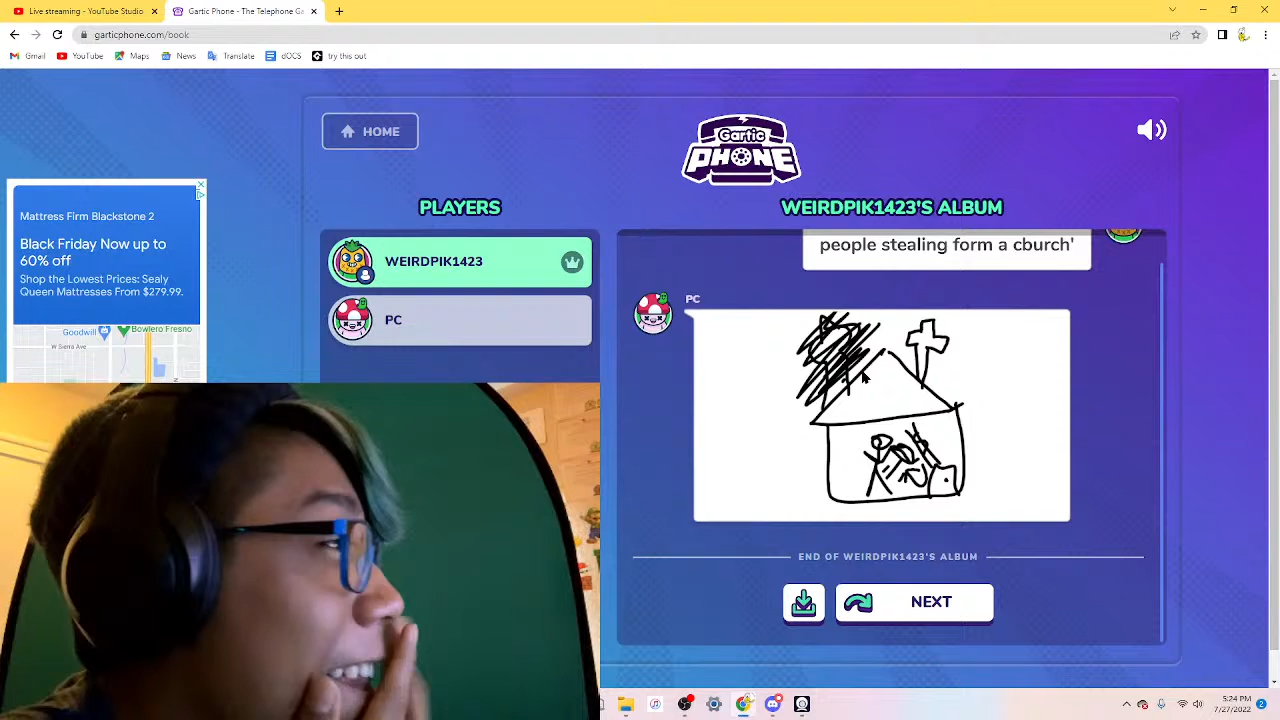 Live streaming - YouTube Studio
Gartic Phone - The Telephone Ga
garticphone.com/book
Gmail
YouTube
Maps
News
Translate
dOCS
try this out
HOME
Gartic
PHONE
PLAYERS
WEIRDPIK1423
PC
Mattress Firm Blackstone 2
Black Friday Now up to
60% off
Shop the Lowest Prices: Sealy
Queen Mattresses From $279.99.
Goodwill
Bowlero Fresno
W Sierra Ave
WEIRDPIK1423'S ALBUM
people stealing form a cburch'
PC
END OF WEIRDPIK1423'S ALBUM
NEXT
5:24 PM
7/27/2022
2